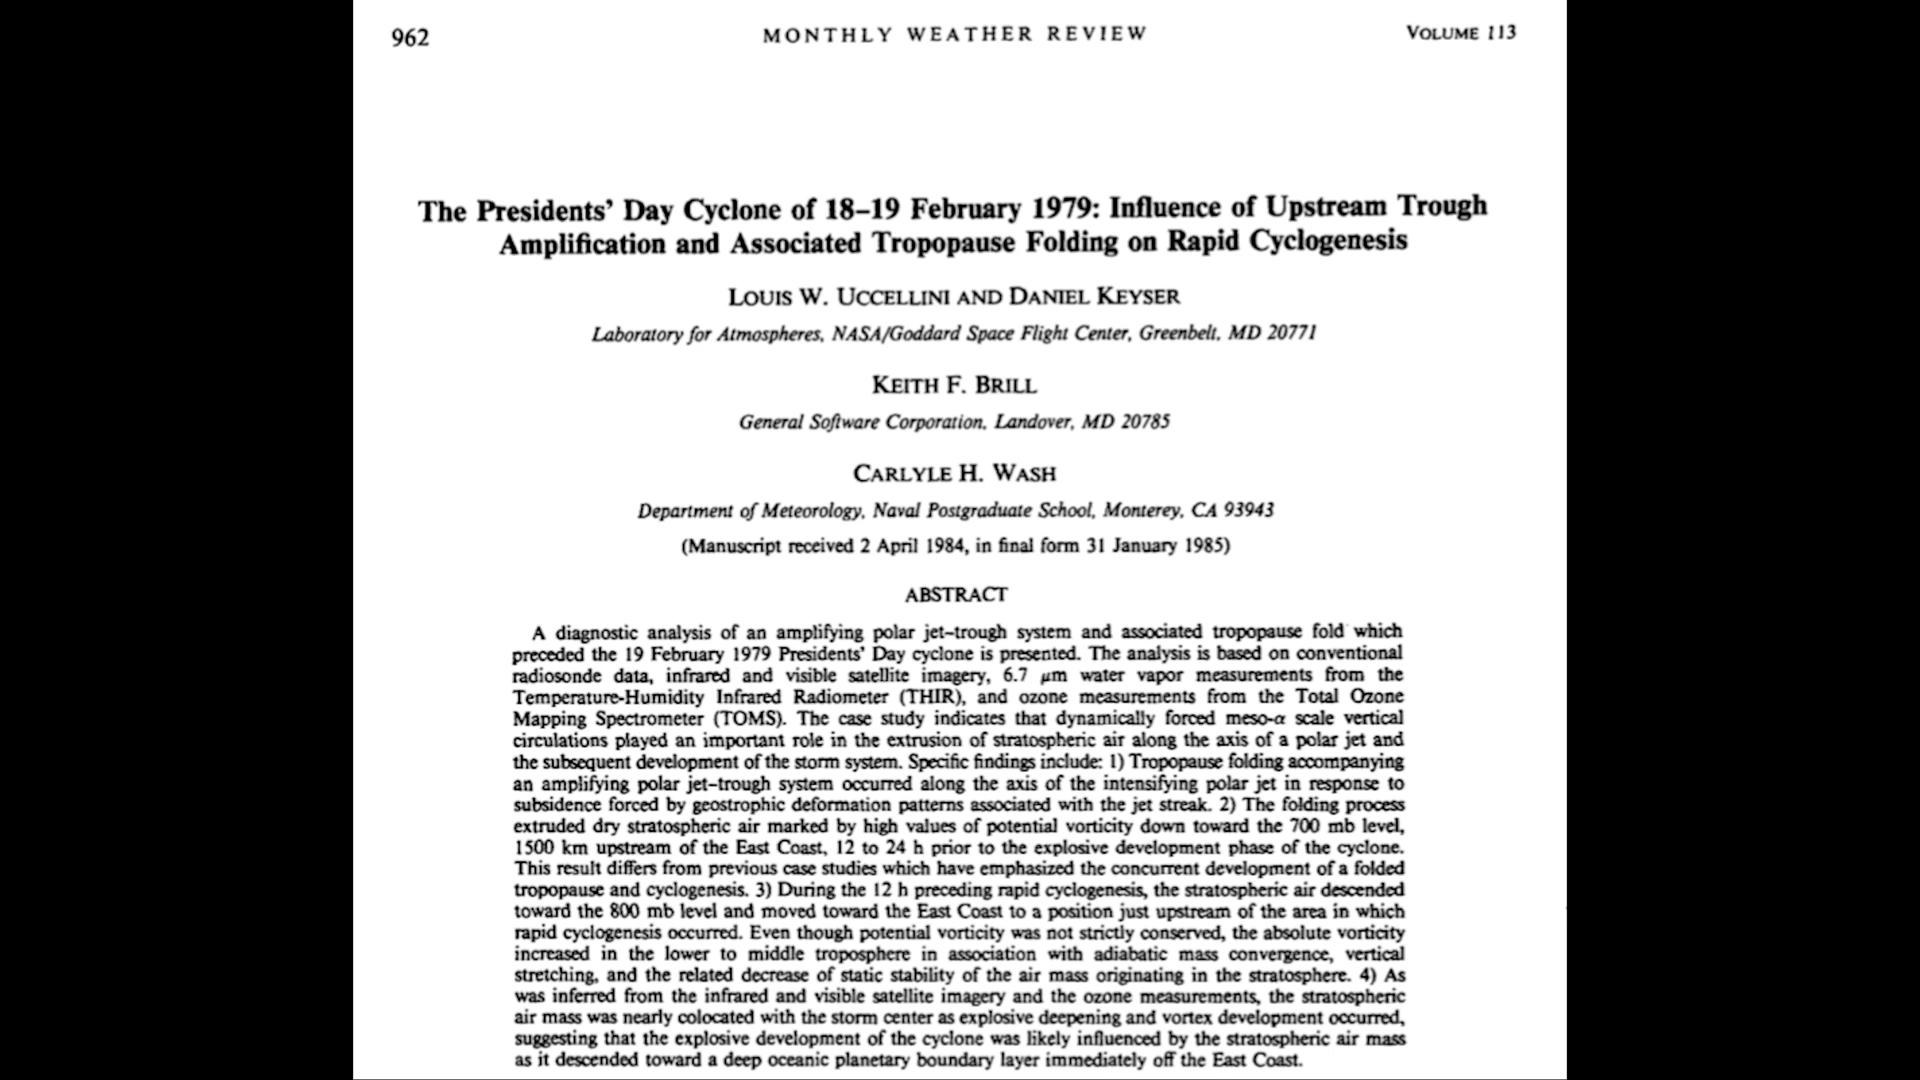 962
MONTHLY WEATHER REVIEW
VOLUME 113
The Presidents' Day Cyclone of 18–19 February 1979: Influence of Upstream Trough
Amplification and Associated Tropopause Folding on Rapid Cyclogenesis
LOUIS W. UCCELLINI AND DANIEL KEYSER
Laboratory for Atmospheres, NASA/Goddard Space Flight Center, Greenbelt, MD 20771
KEITH F. BRILL
General Software Corporation, Landover, MD 20785
CARLYLE H. WASH
Department of Meteorology, Naval Postgraduate School, Monterey, CA 93943
(Manuscript received 2 April 1984, in final form 31 January 1985)
ABSTRACT
A diagnostic analysis of an amplifying polar jet–trough system and associated tropopause fold which
preceded the 19 February 1979 Presidents' Day cyclone is presented. The analysis is based on conventional
radiosonde data, infrared and visible satellite imagery, 6.7 μm water vapor measurements from the
Temperature-Humidity Infrared Radiometer (THIR), and ozone measurements from the Total Ozone
Mapping Spectrometer (TOMS). The case study indicates that dynamically forced meso-α scale vertical
circulations played an important role in the extrusion of stratospheric air along the axis of a polar jet and
the subsequent development of the storm system. Specific findings include: 1) Tropopause folding accompanying
an amplifying polar jet–trough system occurred along the axis of the intensifying polar jet in response to
subsidence forced by geostrophic deformation patterns associated with the jet streak. 2) The folding process
extruded dry stratospheric air marked by high values of potential vorticity down toward the 700 mb level,
1500 km upstream of the East Coast, 12 to 24 h prior to the explosive development phase of the cyclone.
This result differs from previous case studies which have emphasized the concurrent development of a folded
tropopause and cyclogenesis. 3) During the 12 h preceding rapid cyclogenesis, the stratospheric air descended
toward the 800 mb level and moved toward the East Coast to a position just upstream of the area in which
rapid cyclogenesis occurred. Even though potential vorticity was not strictly conserved, the absolute vorticity
increased in the lower to middle troposphere in association with adiabatic mass convergence, vertical
stretching, and the related decrease of static stability of the air mass originating in the stratosphere. 4) As
was inferred from the infrared and visible satellite imagery and the ozone measurements, the stratospheric
air mass was nearly colocated with the storm center as explosive deepening and vortex development occurred,
suggesting that the explosive development of the cyclone was likely influenced by the stratospheric air mass
as it descended toward a deep oceanic planetary boundary layer immediately off the East Coast.